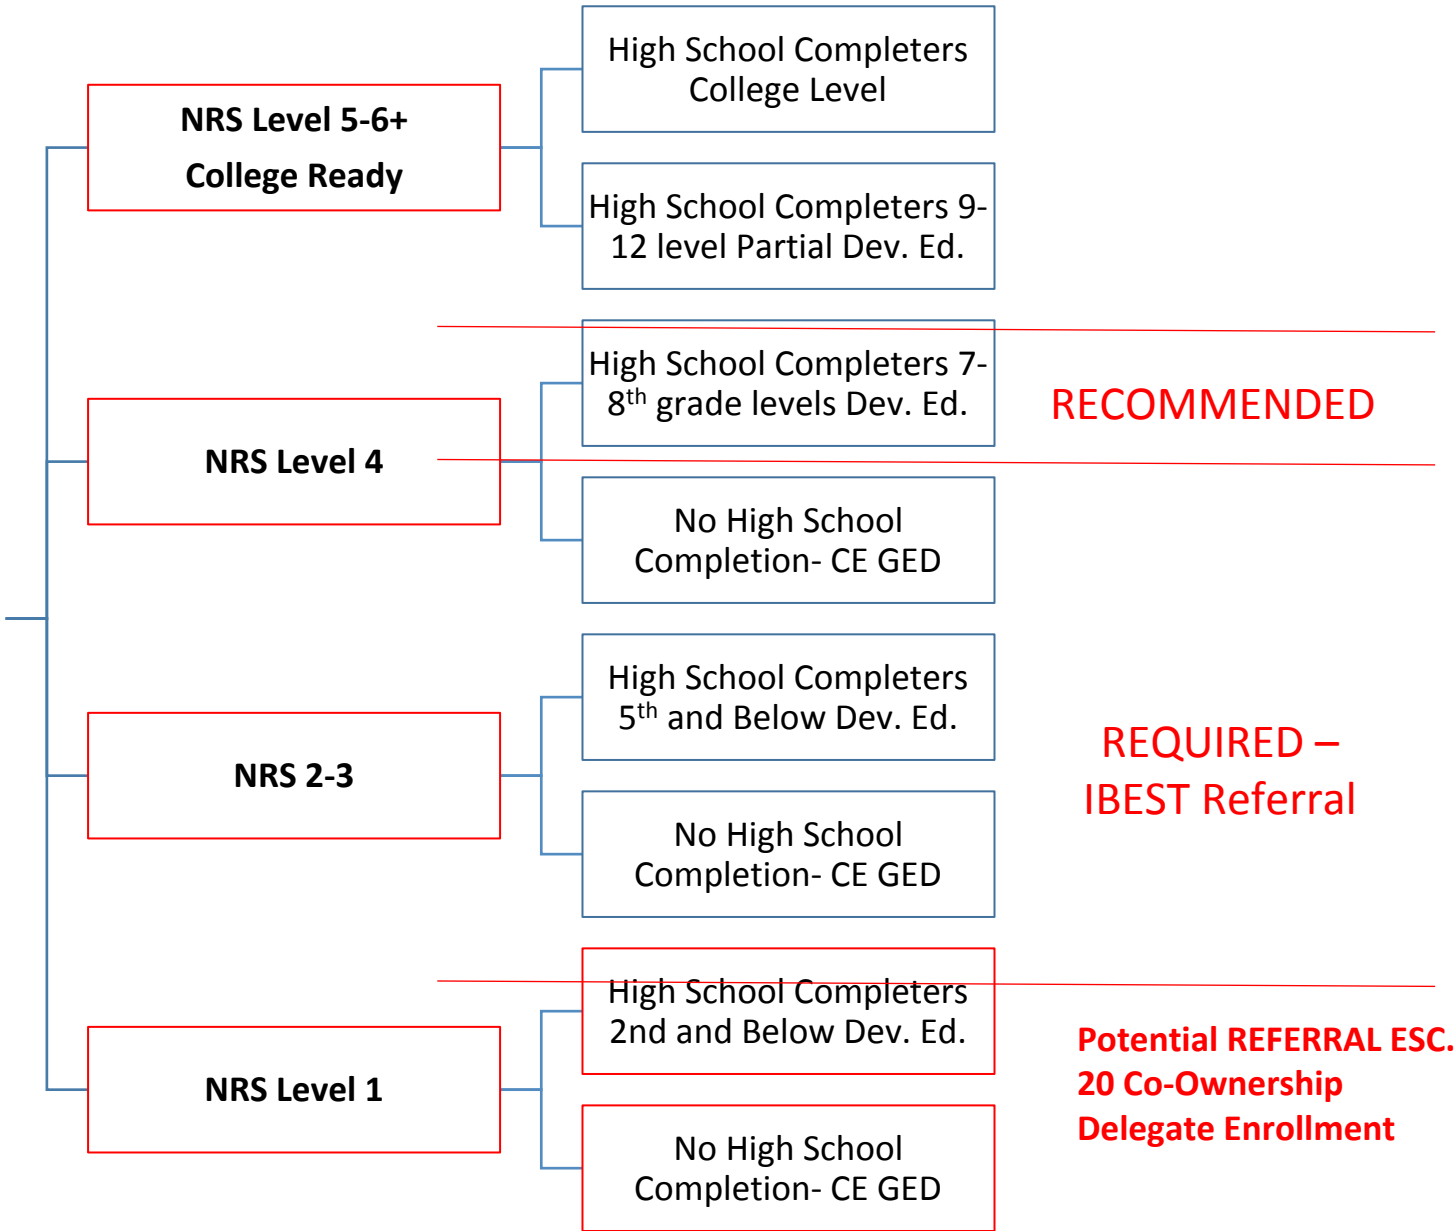 High School Completers
College Level
NRS Level 5-6+
College Ready
High School Completers 9-
12 level Partial Dev. Ed.
High School Completers 7-
8th grade levels Dev. Ed.
RECOMMENDED
NRS Level 4
No High School
Completion- CE GED
High School Completers
5th and Below Dev. Ed.
REQUIRED –
IBEST Referral
NRS 2-3
No High School
Completion- CE GED
High School Completers
2nd and Below Dev. Ed.
Potential REFERRAL ESC.
20 Co-Ownership
Delegate Enrollment
NRS Level 1
No High School
Completion- CE GED